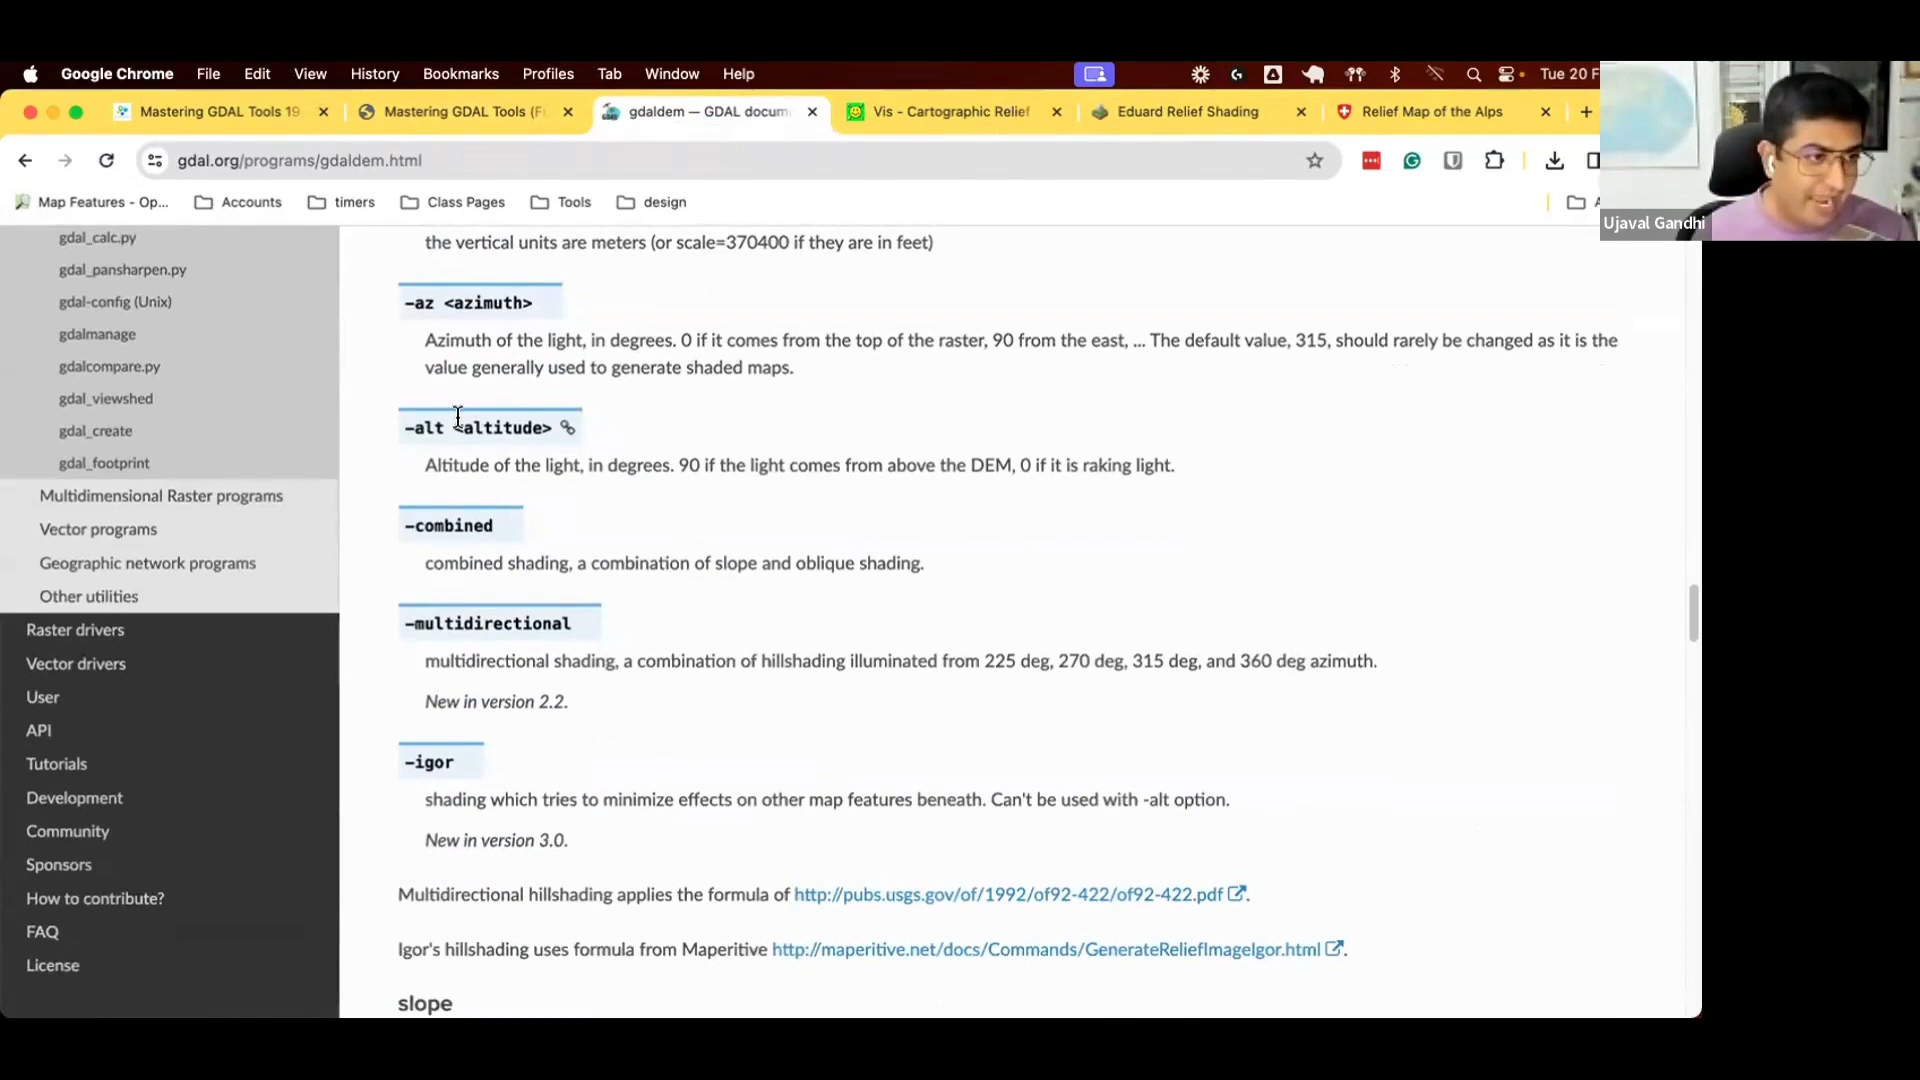 Google Chrome File Edit View History Bookmarks Profiles Tab Window Help Tue 20 F
Mastering GDAL Tools 19 Mastering GDAL Tools (Fu gdaldem — GDAL docum Vis - Cartographic Relief Eduard Relief Shading Relief Map of the Alps
gdal.org/programs/gdaldem.html
Map Features - Op... Accounts timers Class Pages Tools design
Ujaval Gandhi
gdal_calc.py
gdal_pansharpen.py
gdal-config (Unix)
gdalmanage
gdalcompare.py
gdal_viewshed
gdal_create
gdal_footprint
Multidimensional Raster programs
Vector programs
Geographic network programs
Other utilities
Raster drivers
Vector drivers
User
API
Tutorials
Development
Community
Sponsors
How to contribute?
FAQ
License
the vertical units are meters (or scale=370400 if they are in feet)
-az <azimuth>
Azimuth of the light, in degrees. 0 if it comes from the top of the raster, 90 from the east, ... The default value, 315, should rarely be changed as it is the
value generally used to generate shaded maps.
-alt <altitude>
Altitude of the light, in degrees. 90 if the light comes from above the DEM, 0 if it is raking light.
-combined
combined shading, a combination of slope and oblique shading.
-multidirectional
multidirectional shading, a combination of hillshading illuminated from 225 deg, 270 deg, 315 deg, and 360 deg azimuth.
New in version 2.2.
-igor
shading which tries to minimize effects on other map features beneath. Can't be used with -alt option.
New in version 3.0.
Multidirectional hillshading applies the formula of http://pubs.usgs.gov/of/1992/of92-422/of92-422.pdf.
Igor's hillshading uses formula from Maperitive http://maperitive.net/docs/Commands/GenerateReliefImageIgor.html.
slope